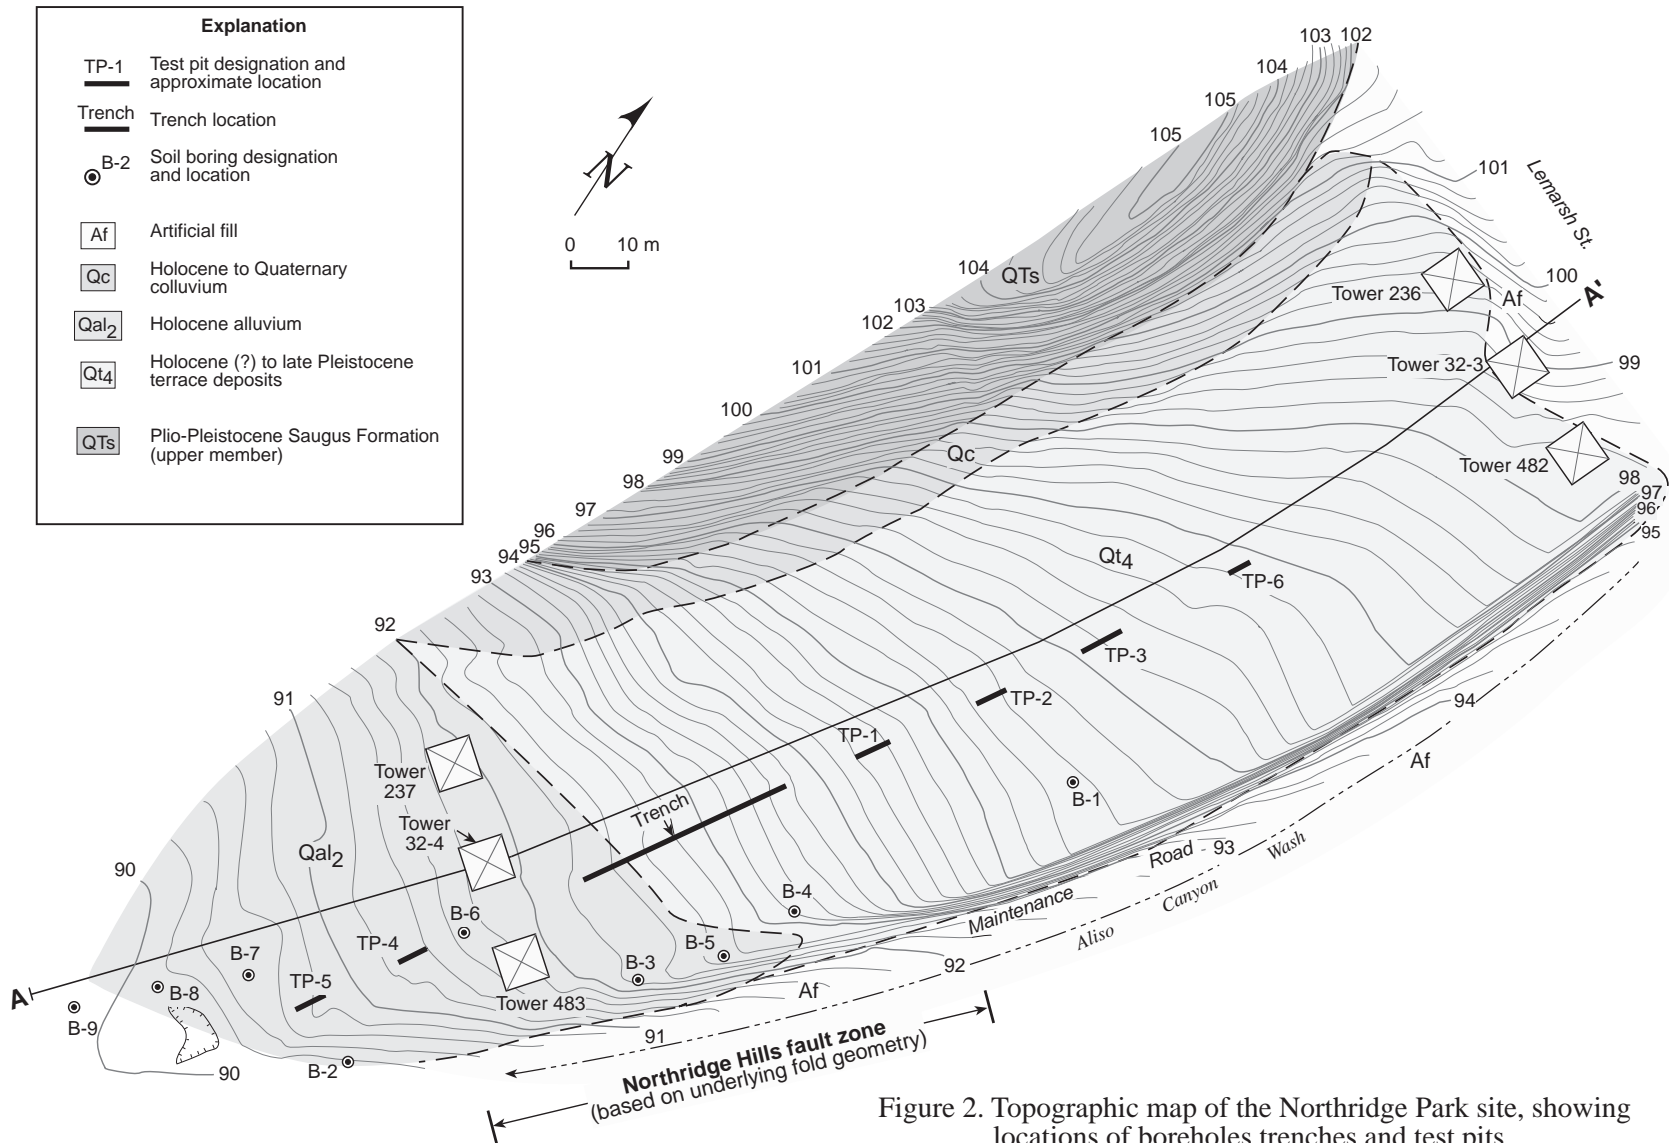 Explanation
TP-1
Test pit designation and
approximate location
Trench
Trench location
B-2
Soil boring designation
and location
Af
Artificial fill
Qc
Holocene to Quaternary
colluvium
Qal2
Holocene alluvium
Qt4
Holocene (?) to late Pleistocene
terrace deposits
QTs
Plio-Pleistocene Saugus Formation
(upper member)
N
0 10 m
103 102
104
105
105
101
Lemarsh St.
104
QTs
100
A'
Tower 236
Af
103
102
Tower 32-3
99
101
100
Qc
99
Tower 482
98
98
97
97
96
96
95
95
94
93
Qt4
TP-6
92
TP-3
91
TP-2
94
TP-1
Af
Tower
237
B-1
Trench
Tower
32-4
Qal2
Road
93
Wash
90
B-4
Canyon
Maintenance
B-6
Aliso
TP-4
B-5
B-7
B-3
92
TP-5
A
B-8
Tower 483
Af
B-9
91
Northridge Hills fault zone
(based on underlying fold geometry)
90
B-2
Figure 2. Topographic map of the Northridge Park site, showing
locations of boreholes trenches and test pits